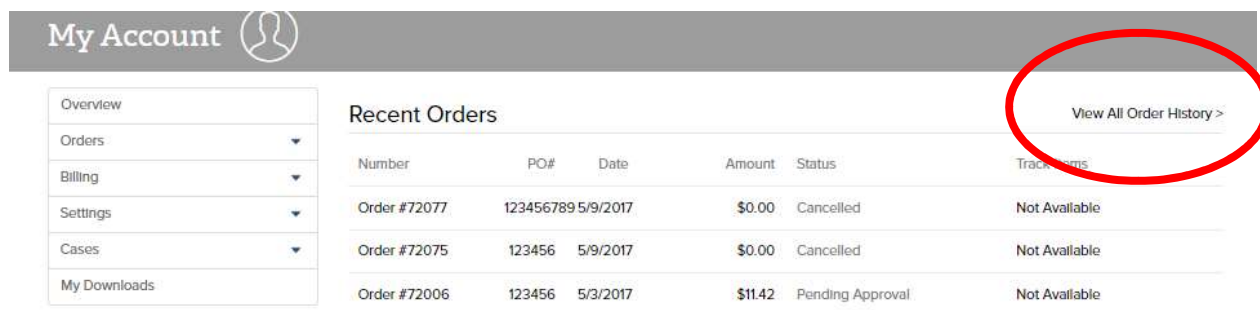 My Account
Overview
Orders
Billing
Settings
Cases
My Downloads
Recent Orders
View All Order History >
Number PO# Date Amount Status Track Items
Order #72077 123456789 5/9/2017 $0.00 Cancelled Not Available
Order #72075 123456 5/9/2017 $0.00 Cancelled Not Available
Order #72006 123456 5/3/2017 $11.42 Pending Approval Not Available